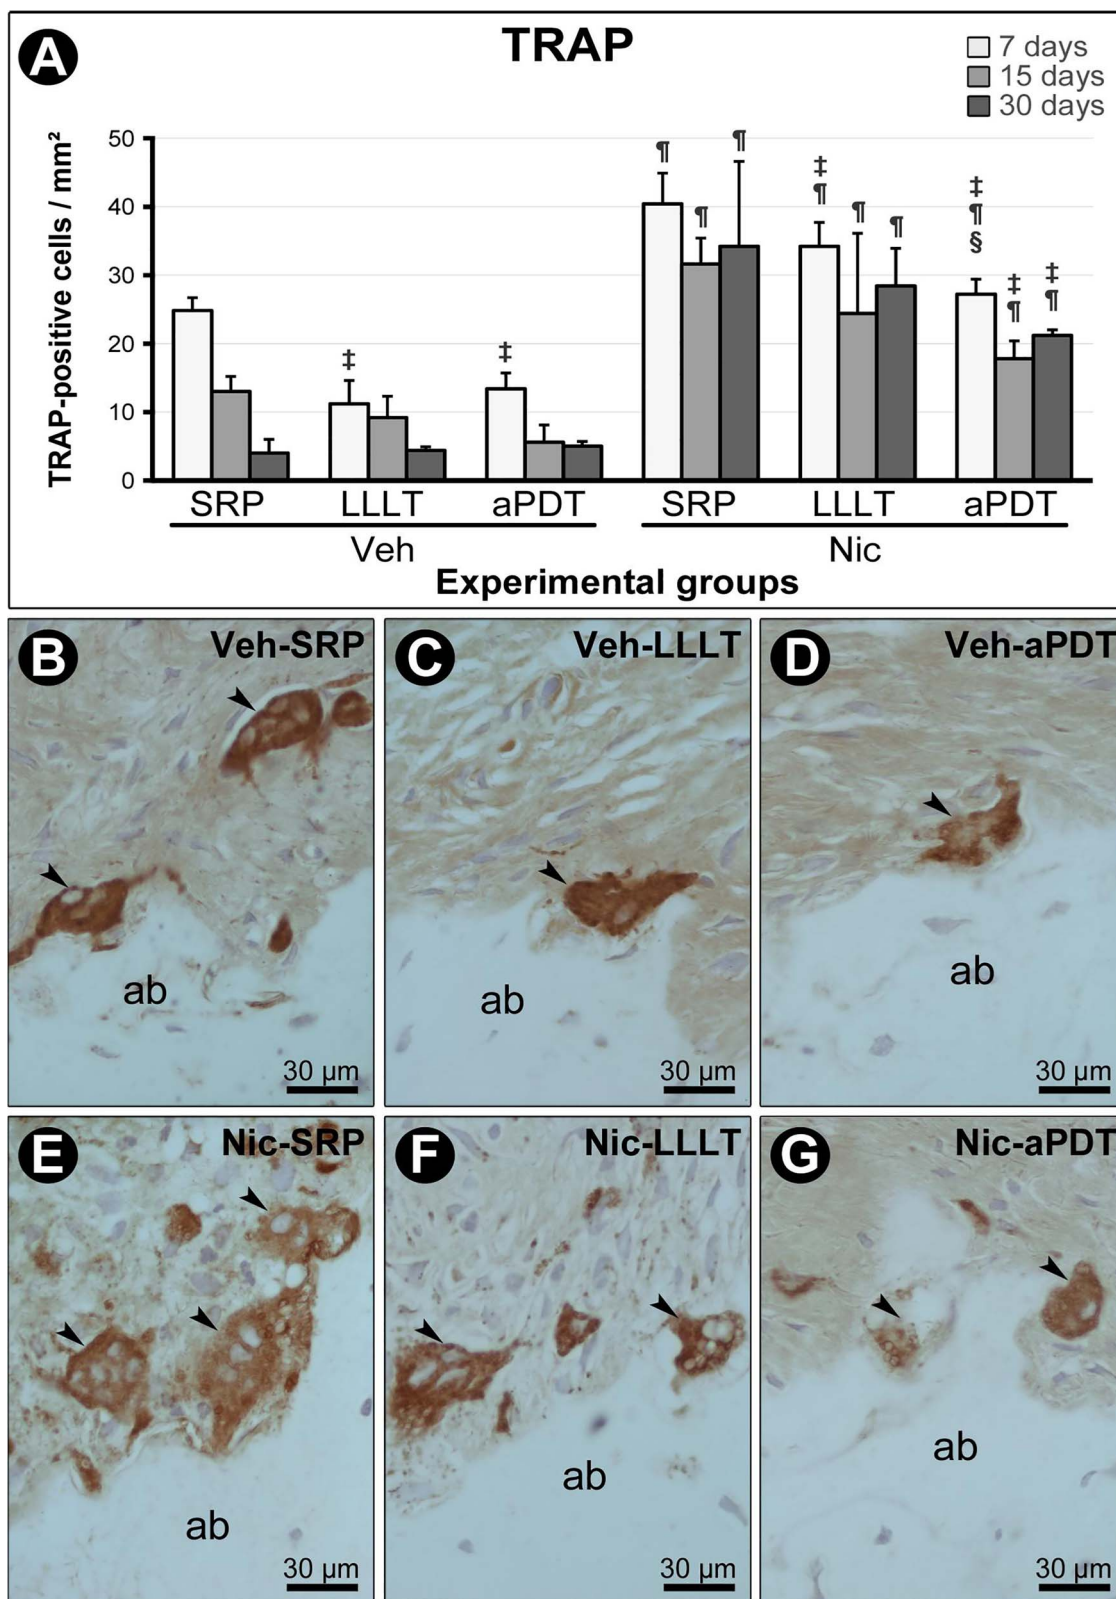 A
TRAP
7 days
15 days
30 days
TRAP-positive cells / mm²
50
40
30
20
10
0
‡
‡
¶
¶
¶
‡
¶
¶
¶
‡
¶
§
‡
¶
‡
¶
SRP LLLT aPDT SRP LLLT aPDT
Veh Nic
Experimental groups
B Veh-SRP
ab
30 µm
C Veh-LLLT
ab
30 µm
D Veh-aPDT
ab
30 µm
E Nic-SRP
ab
30 µm
F Nic-LLLT
ab
30 µm
G Nic-aPDT
ab
30 µm